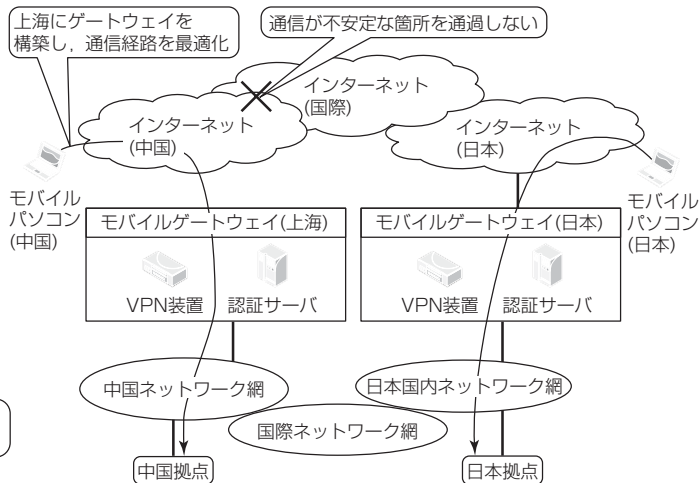 上海にゲートウェイを
構築し，通信経路を最適化
通信が不安定な箇所を通過しない
インターネット
(国際)
インターネット
(中国)
インターネット
(日本)
モバイル
パソコン
(中国)
モバイル
パソコン
(日本)
モバイルゲートウェイ(上海)
モバイルゲートウェイ(日本)
VPN装置
認証サーバ
VPN装置
認証サーバ
中国ネットワーク網
日本国内ネットワーク網
国際ネットワーク網
中国拠点
日本拠点